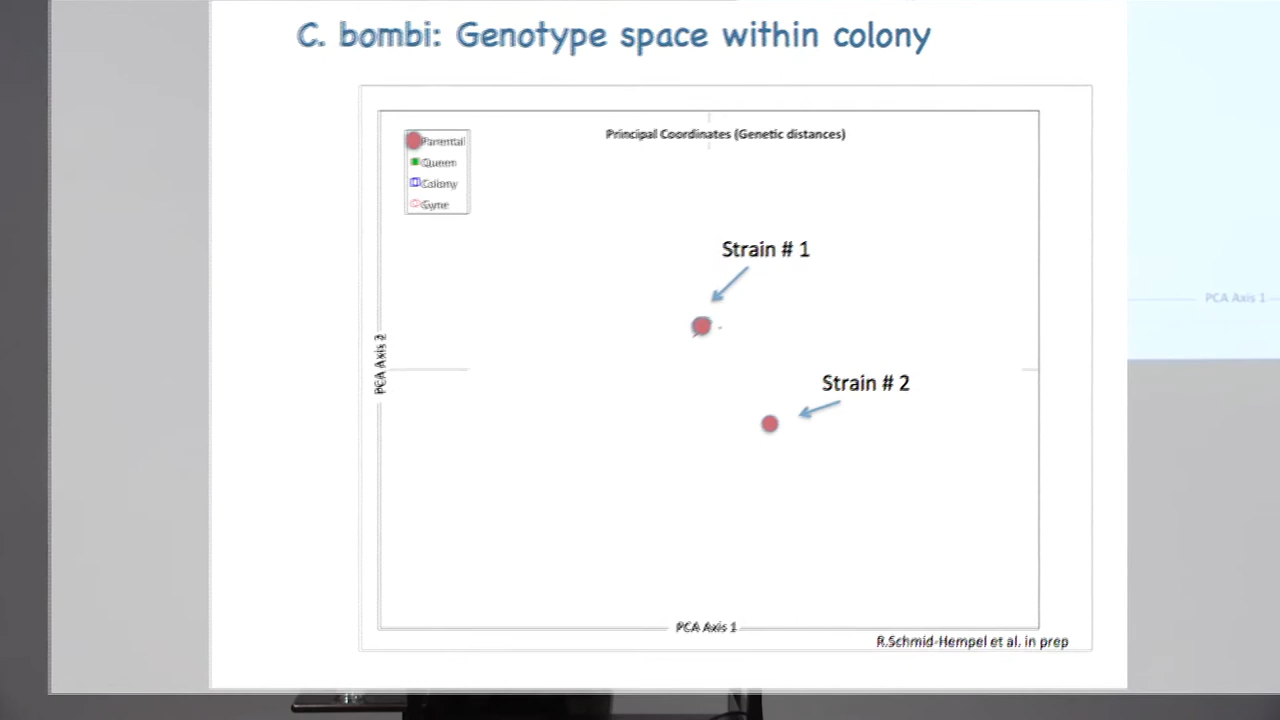 C. bombi: Genotype space within colony
Principal Coordinates (Genetic distances)
Parental
Queen
Colony
Gyne
Strain # 1
Strain # 2
PCA Axis 2
PCA Axis 1
R.Schmid-Hempel et al. in prep
PCA Axis 1